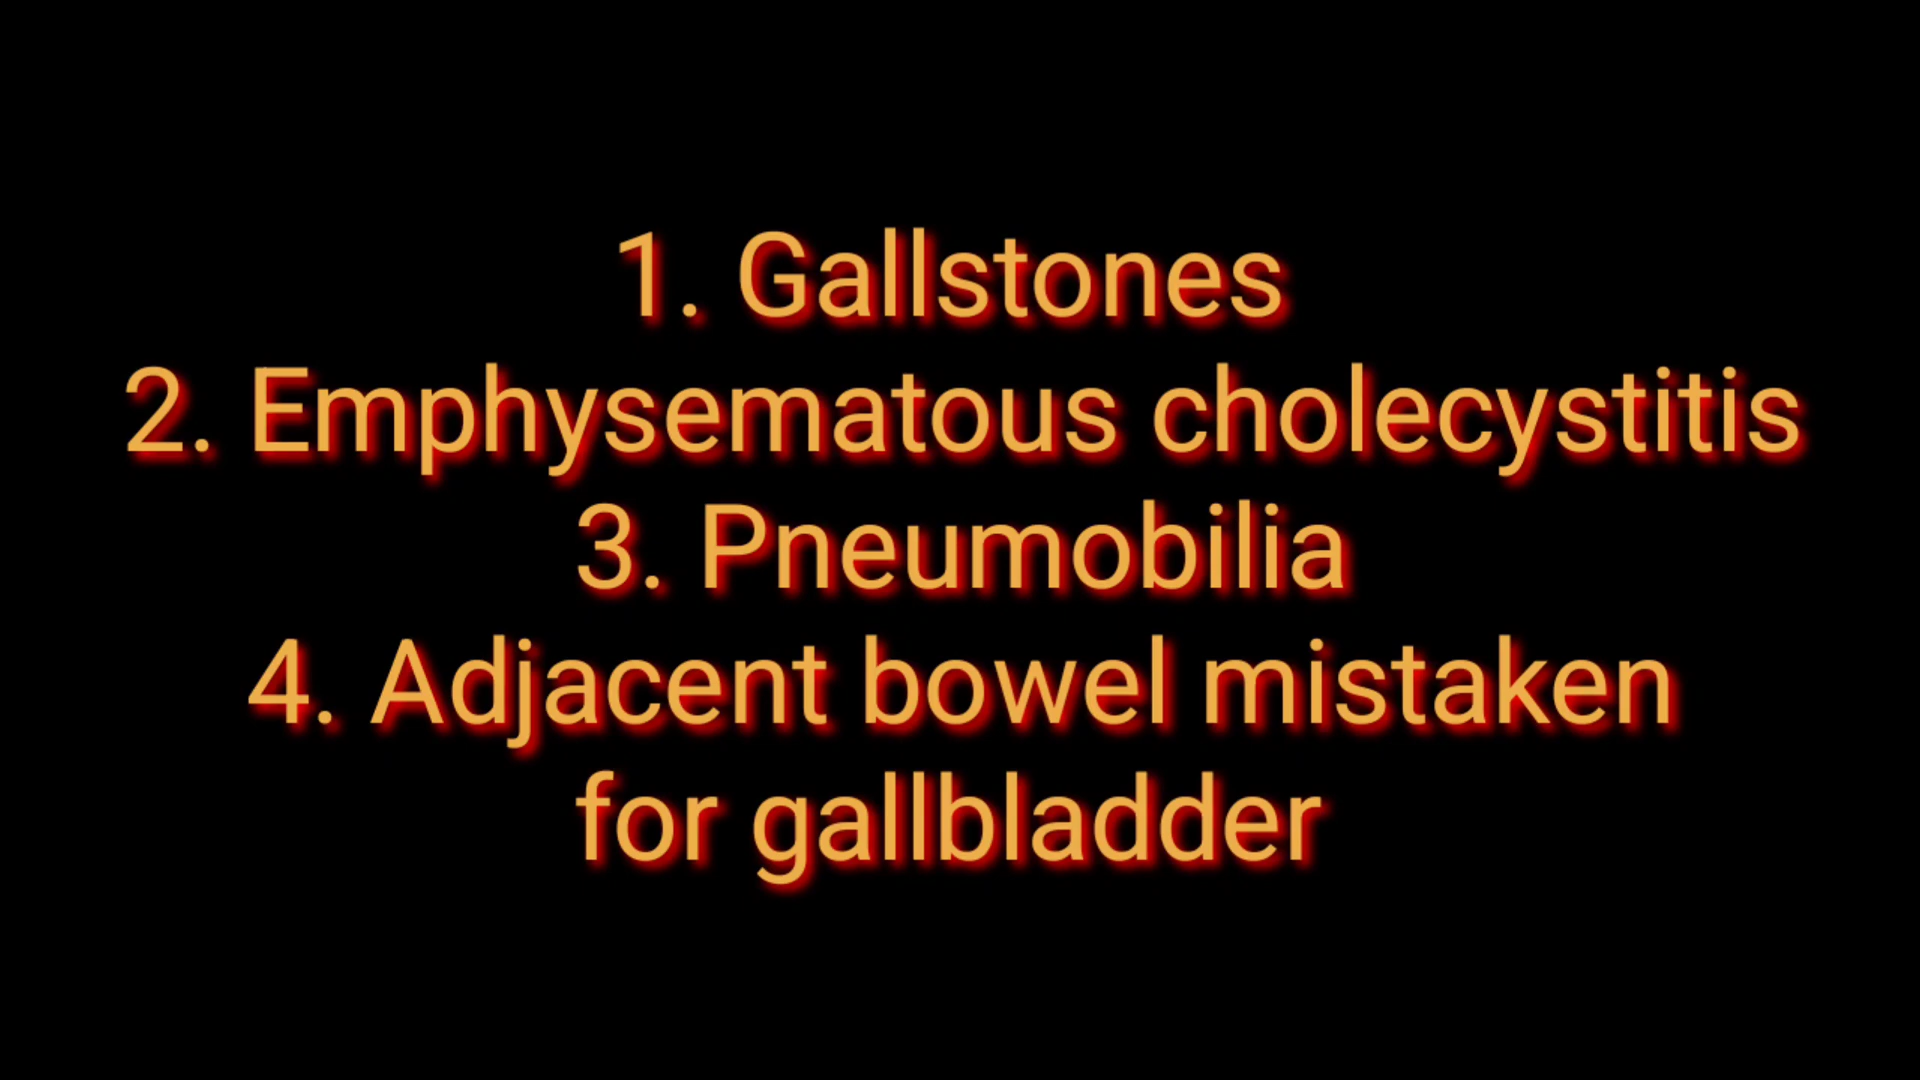 1. Gallstones
2. Emphysematous cholecystitis
3. Pneumobilia
4. Adjacent bowel mistaken
for gallbladder